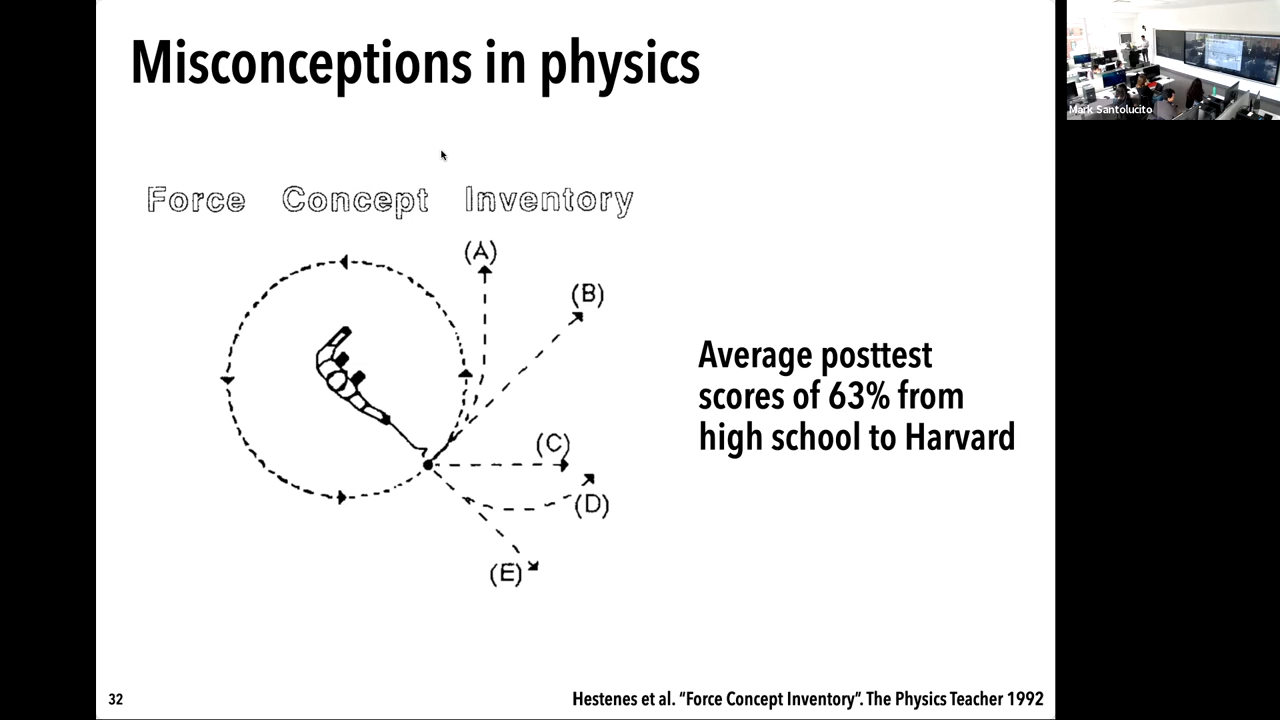 Misconceptions in physics
Mark Santolucito
Force Concept Inventory
(A)
(B)
(C)
(D)
(E)
Average posttest
scores of 63% from
high school to Harvard
32
Hestenes et al. “Force Concept Inventory”. The Physics Teacher 1992